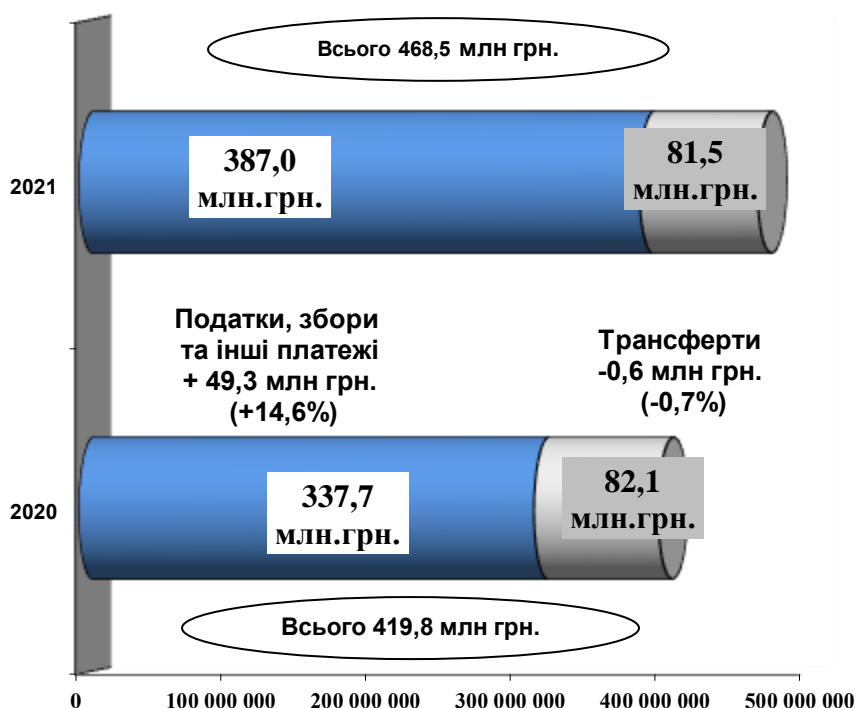 Всього 468,5 млн грн.
387,0
млн.грн.
81,5
млн.грн.
2021
Податки, збори
та інші платежі
+ 49,3 млн грн.
(+14,6%)
Трансферти
-0,6 млн грн.
(-0,7%)
337,7
млн.грн.
82,1
млн.грн.
2020
Всього 419,8 млн грн.
0 100 000 000 200 000 000 300 000 000 400 000 000 500 000 000